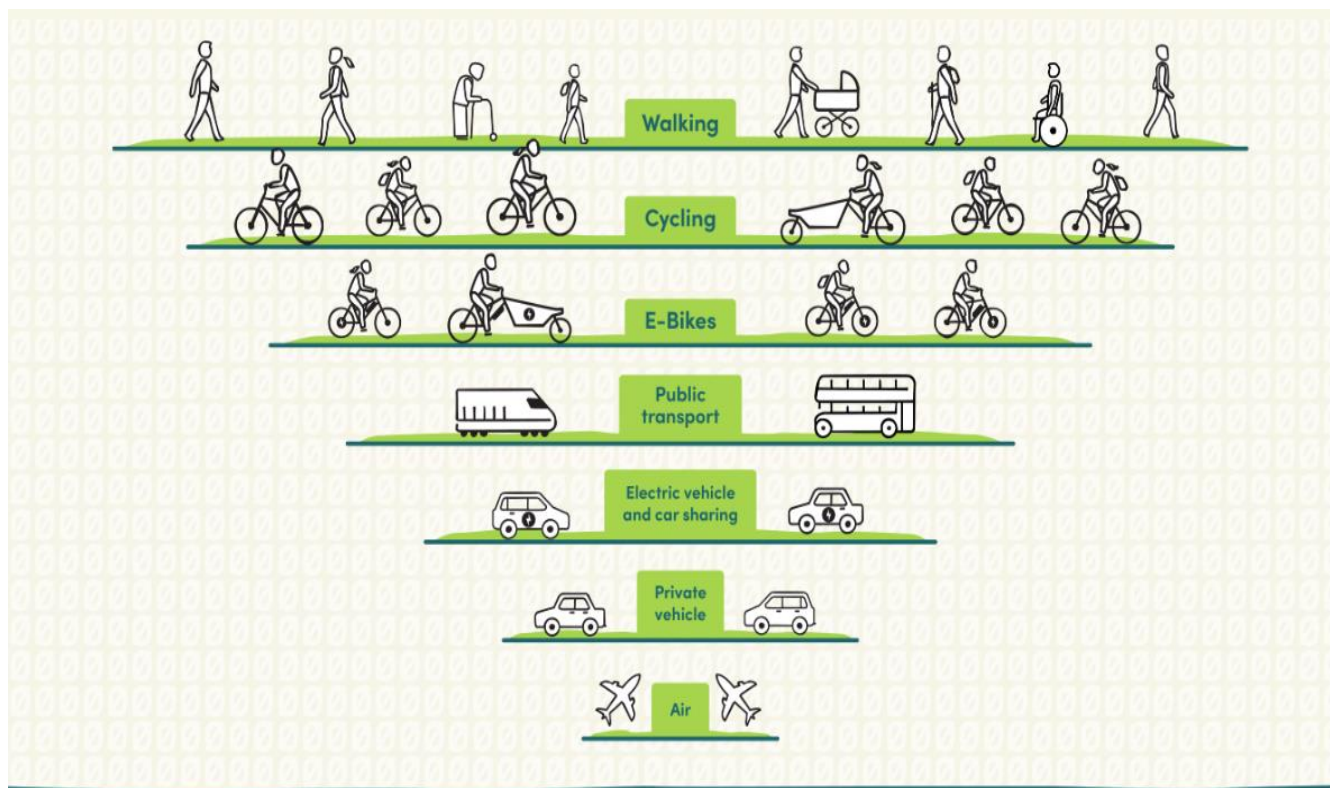 Walking
Cycling
E-Bikes
Public
transport
Electric vehicle
and car sharing
Private
vehicle
Air